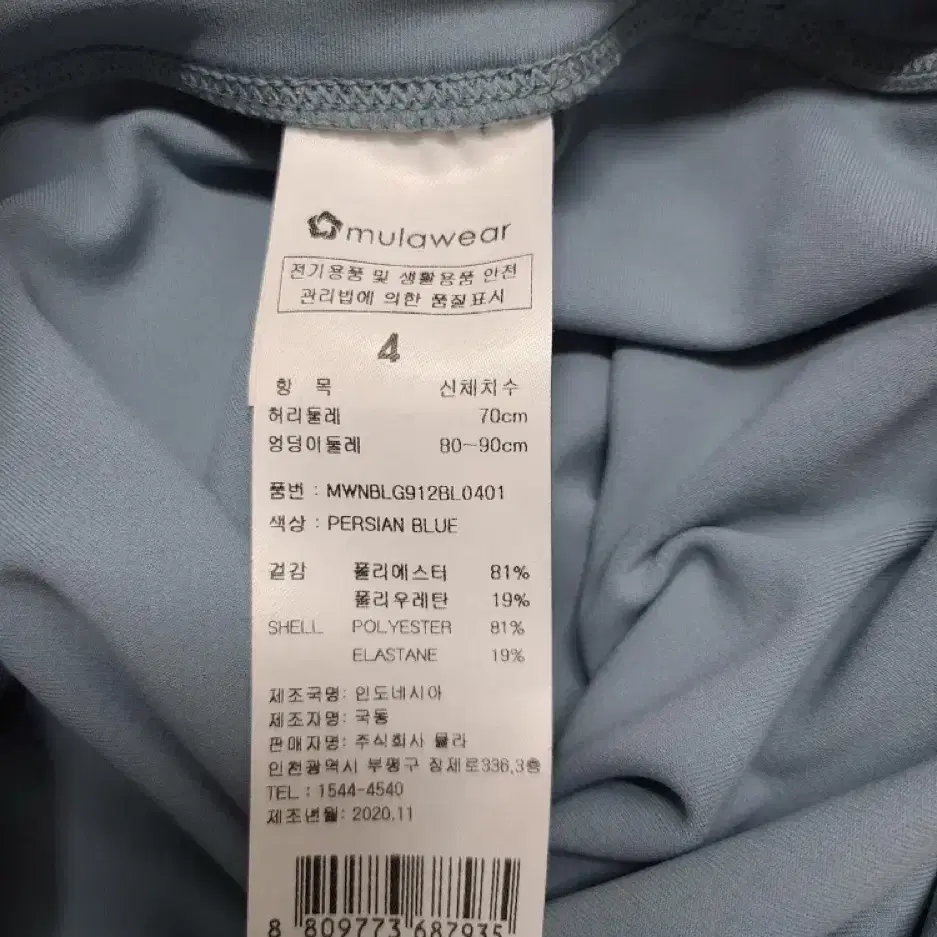 mulawear
전기용품 및 생활용품 안전
관리법에 의한 품질표시
4
항 목 신체치수
허리둘레 70cm
엉덩이둘레 80~90cm
품번 : MWNBLG912BL0401
색상 : PERSIAN BLUE
겉감 폴리에스터 81%
폴리우레탄 19%
SHELL POLYESTER 81%
ELASTANE 19%
제조국명: 인도네시아
제조자명: 국동
판매자명: 주식회사 뮬라
인천광역시 부평구 장제로336,3층
TEL : 1544-4540
제조년월: 2020.11
8 809773 687935